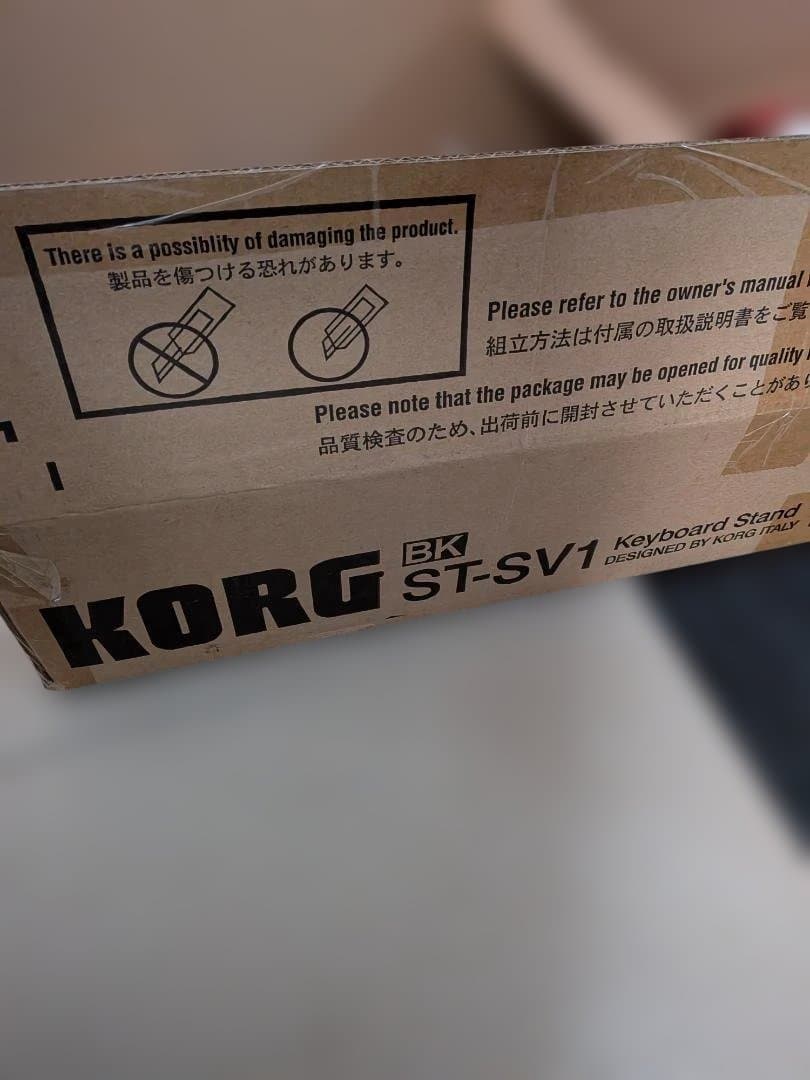 There is a possiblity of damaging the product.
製品を傷つける恐れがあります。
Please refer to the owner's manual
組立方法は付属の取扱説明書をご覧
Please note that the package may be opened for quality
品質検査のため、出荷前に開封させていただくことがあり
KORG
BK
ST-SV1
Keyboard Stand
DESIGNED BY KORG ITALY